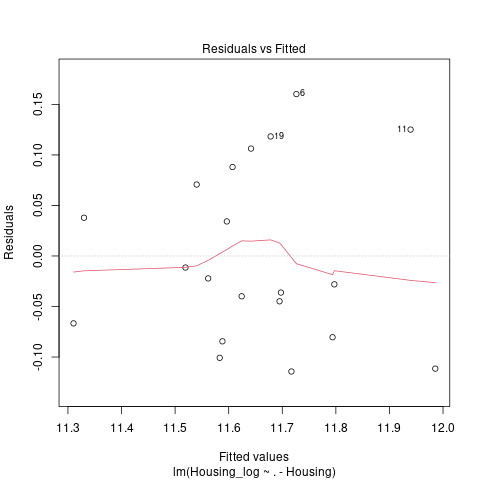 Residuals vs Fitted
Residuals
0.15
0.10
0.05
0.00
-0.05
-0.10
6
19
11
11.3 11.4 11.5 11.6 11.7 11.8 11.9 12.0
Fitted values
lm(Housing_log ~ . - Housing)